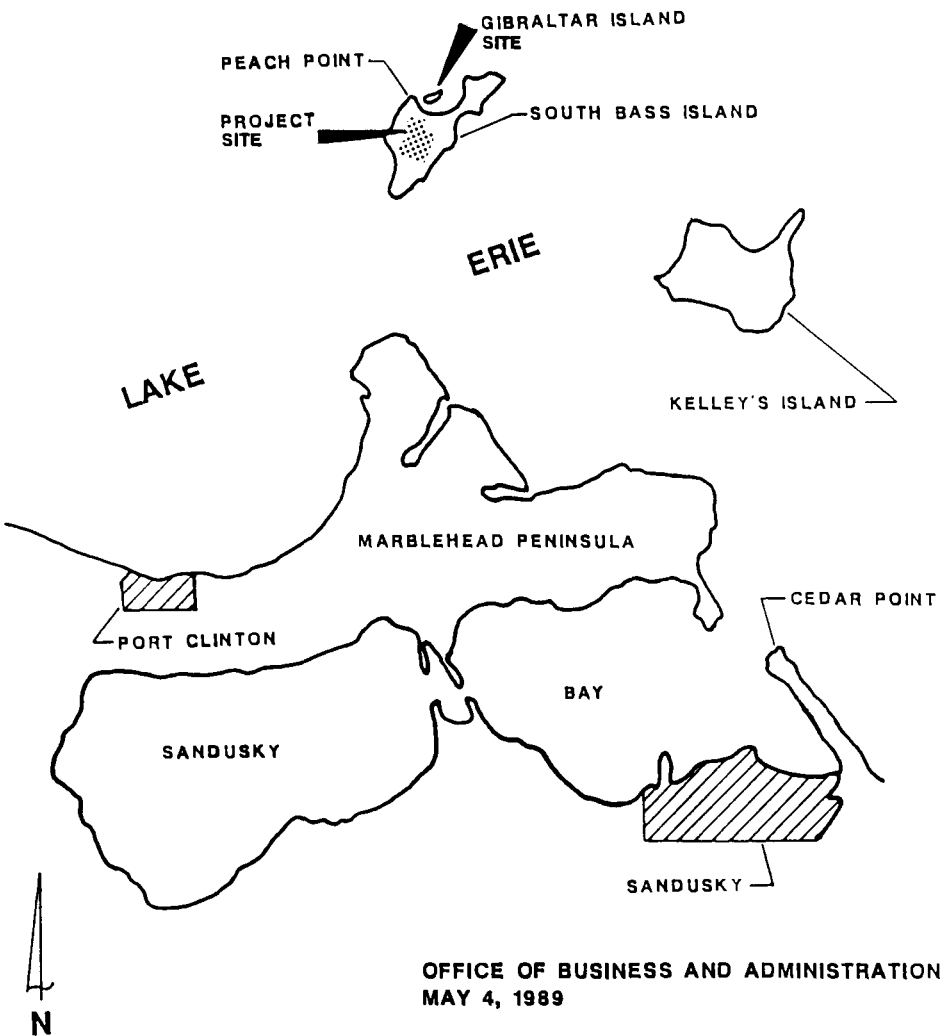 GIBRALTAR ISLAND
SITE
PEACH POINT
PROJECT
SITE
SOUTH BASS ISLAND
ERIE
LAKE
KELLEY'S ISLAND
MARBLEHEAD PENINSULA
CEDAR POINT
PORT CLINTON
BAY
SANDUSKY
SANDUSKY
N
OFFICE OF BUSINESS AND ADMINISTRATION
MAY 4, 1989